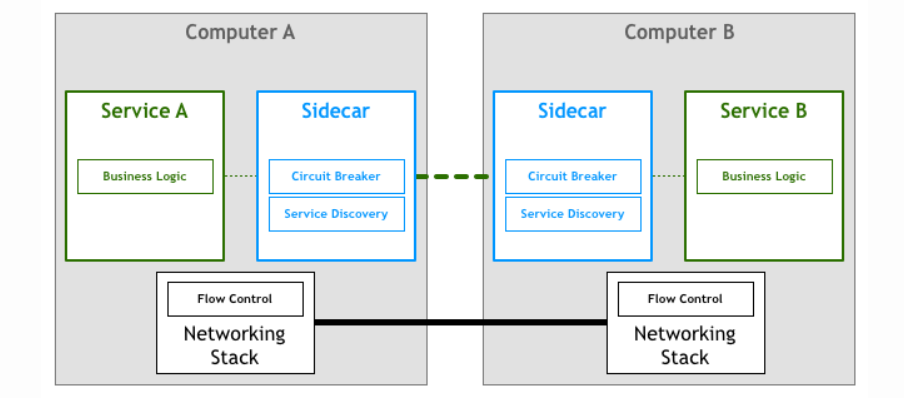 Computer A
Service A
Business Logic
Sidecar
Circuit Breaker
Service Discovery
Flow Control
Networking
Stack
Computer B
Sidecar
Circuit Breaker
Service Discovery
Service B
Business Logic
Flow Control
Networking
Stack